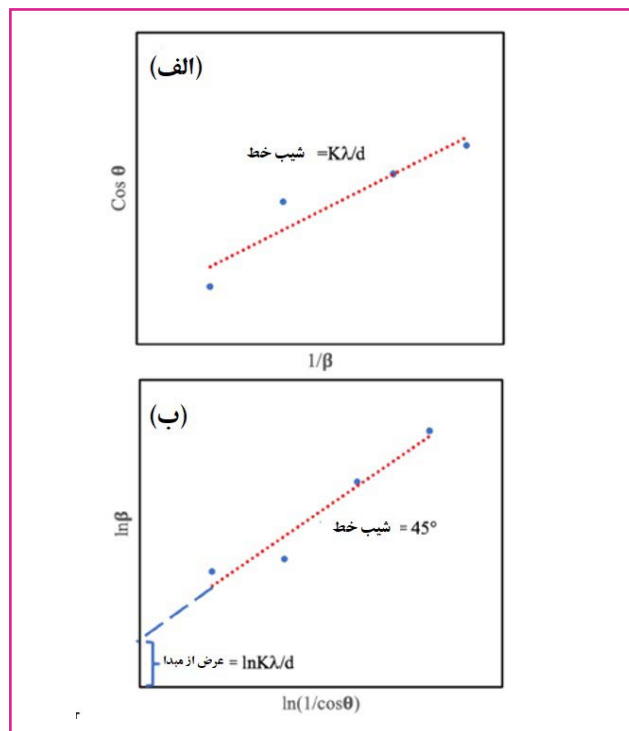 (الف)
شیب خط =Kλ/d
Cos θ
1/β
(ب)
lnβ
شیب خط = 45°
عرض از مبدا = lnKλ/d
ln(1/cosθ)